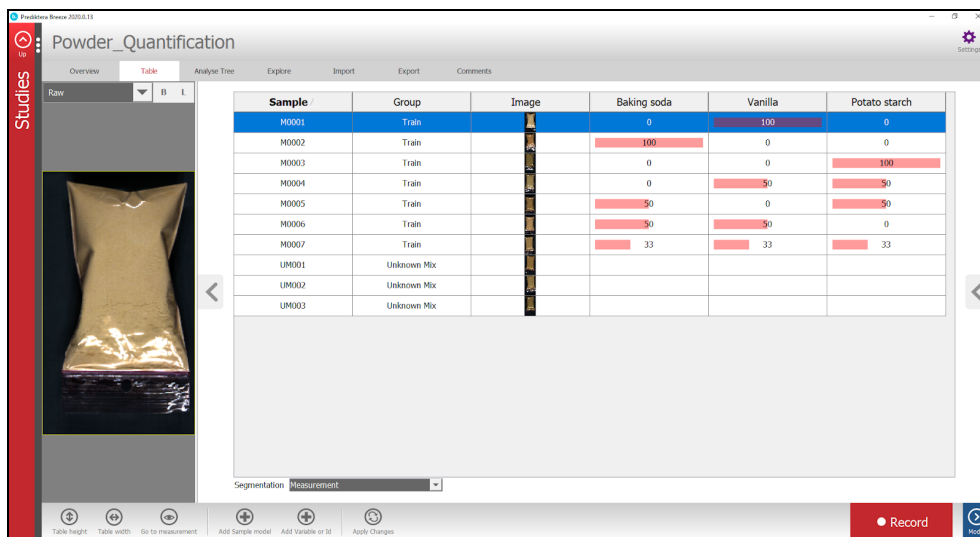 Prediktera Breeze 2020.0.13
Up
Studies
Powder_Quantification
Settings
Overview Table Analyse Tree Explore Import Export Comments
Raw B L
Sample Group Image Baking soda Vanilla Potato starch
M0001 Train 0 100 0
M0002 Train 100 0 0
M0003 Train 0 0 100
M0004 Train 0 50 50
M0005 Train 50 0 50
M0006 Train 50 50 0
M0007 Train 33 33 33
UM001 Unknown Mix
UM002 Unknown Mix
UM003 Unknown Mix
Segmentation Measurement
Table height Table width Go to measurement Add Sample model Add Variable or Id Apply Changes
Record